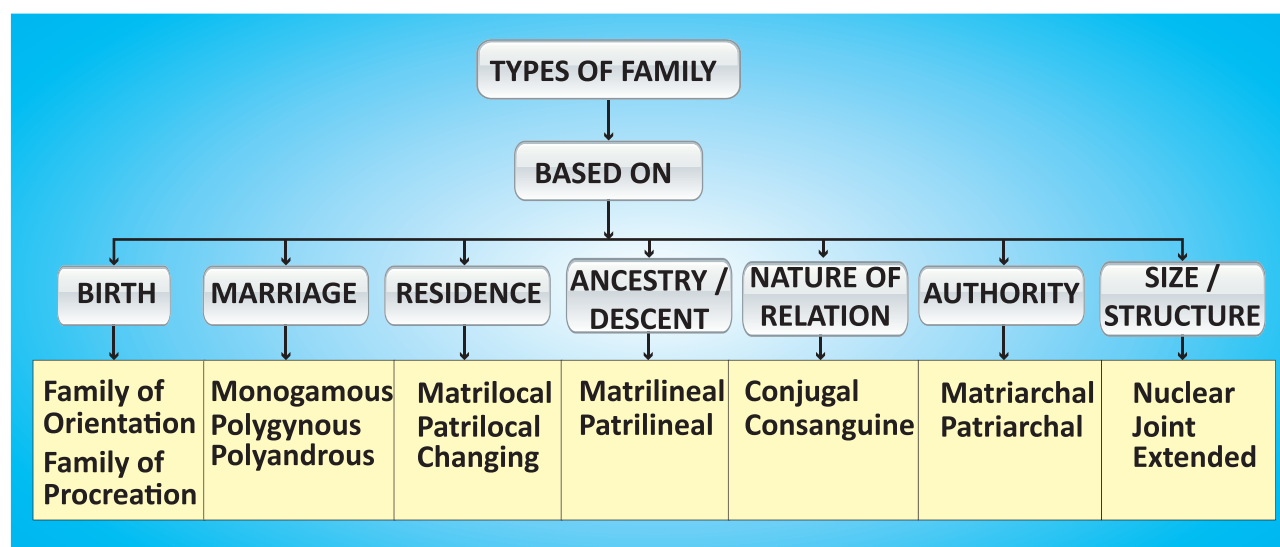 TYPES OF FAMILY
BASED ON
BIRTH
MARRIAGE
RESIDENCE
ANCESTRY /
DESCENT
NATURE OF
RELATION
AUTHORITY
SIZE /
STRUCTURE
Family of
Orientation
Family of
Procreation
Monogamous
Polygynous
Polyandrous
Matrilocal
Patrilocal
Changing
Matrilineal
Patrilineal
Conjugal
Consanguine
Matriarchal
Patriarchal
Nuclear
Joint
Extended